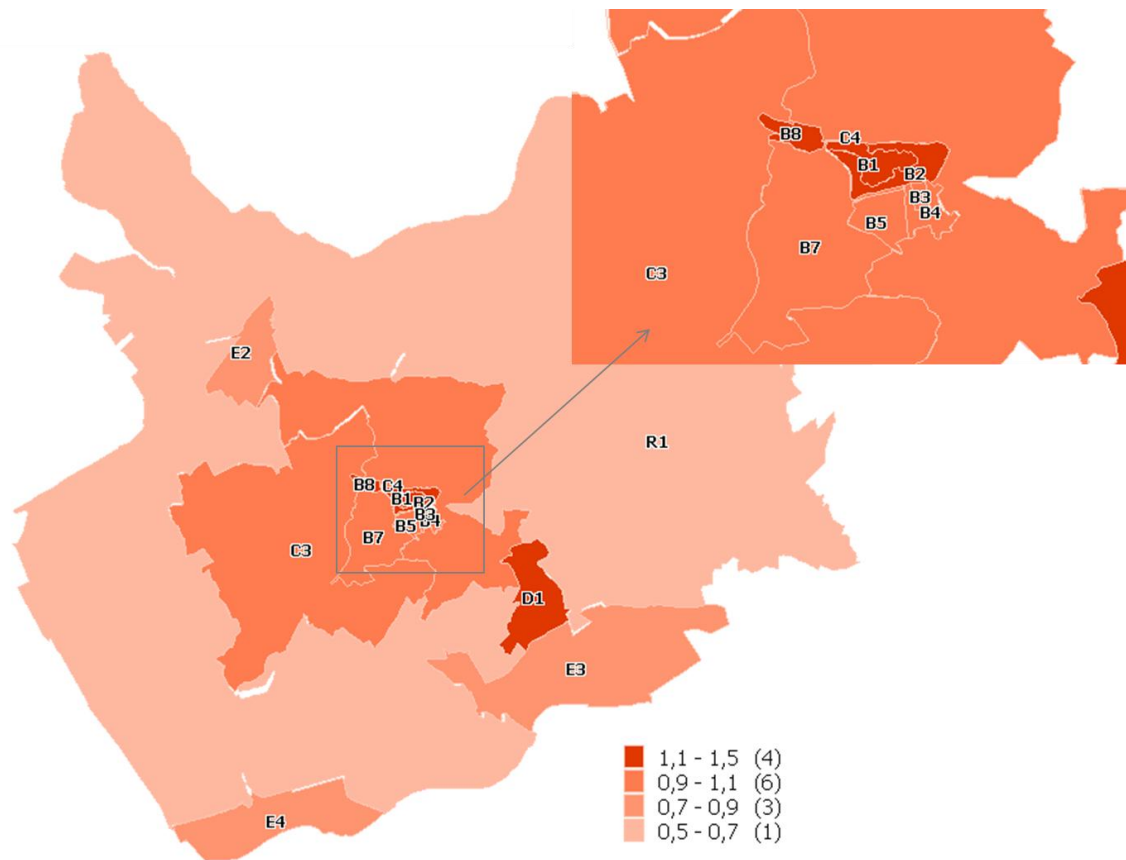 B8
C4
B1
B2
B3
B4
B5
B7
C3
E2
R1
B8
C4
B1
B2
B3
B4
B5
B7
C3
D1
E3
E4
1,1 - 1,5 (4)
0,9 - 1,1 (6)
0,7 - 0,9 (3)
0,5 - 0,7 (1)